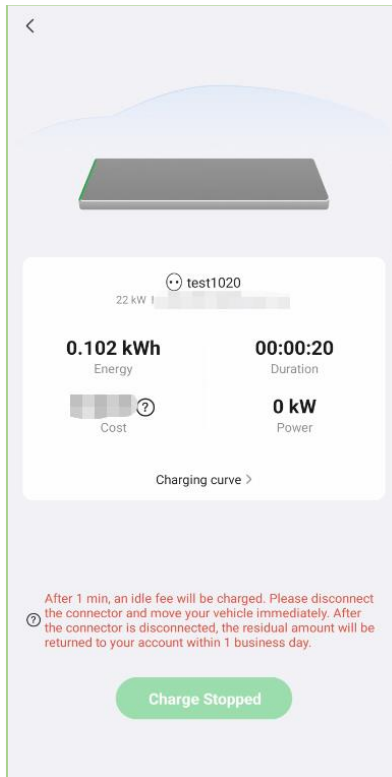 test1020
22 kW
0.102 kWh
00:00:20
Energy
Duration
Cost
0 kW
Power
Charging curve >
After 1 min, an idle fee will be charged. Please disconnect
the connector and move your vehicle immediately. After
the connector is disconnected, the residual amount will be
returned to your account within 1 business day.
Charge Stopped